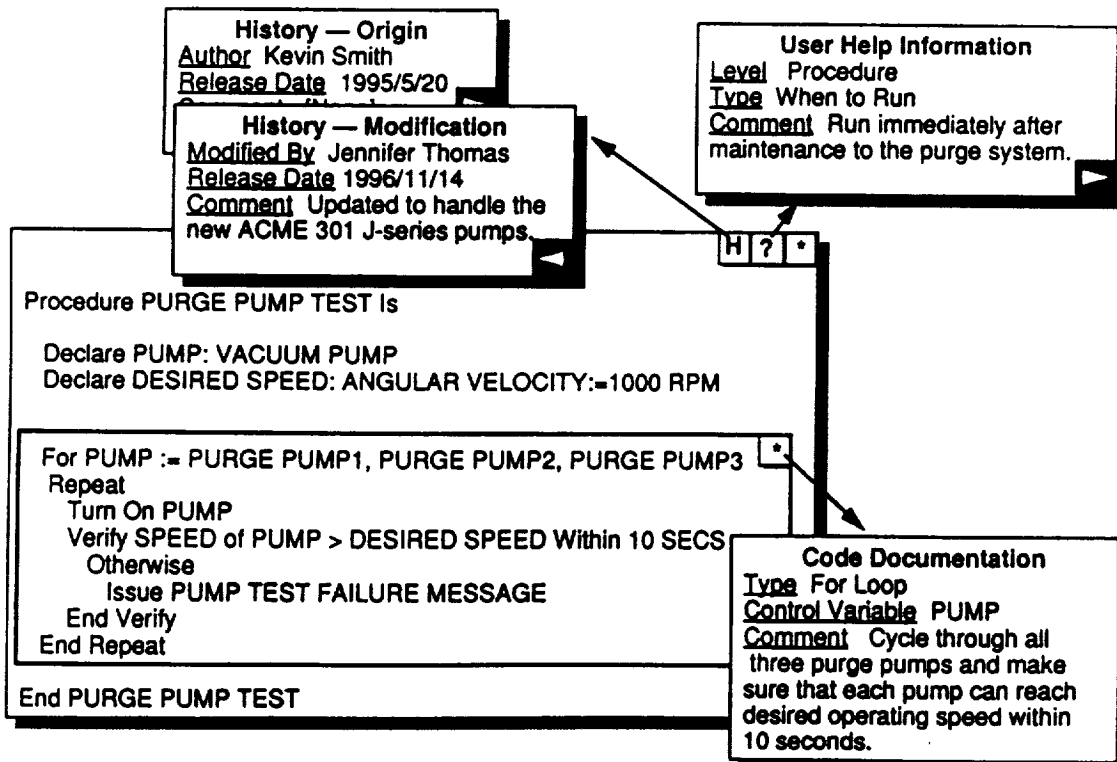 History — Origin
Author Kevin Smith
Release Date 1995/5/20
History — Modification
Modified By Jennifer Thomas
Release Date 1996/11/14
Comment Updated to handle the
new ACME 301 J-series pumps.
User Help Information
Level Procedure
Type When to Run
Comment Run immediately after
maintenance to the purge system.
H ? *
Procedure PURGE PUMP TEST Is
Declare PUMP: VACUUM PUMP
Declare DESIRED SPEED: ANGULAR VELOCITY:=1000 RPM
For PUMP := PURGE PUMP1, PURGE PUMP2, PURGE PUMP3 *
Repeat
Turn On PUMP
Verify SPEED of PUMP > DESIRED SPEED Within 10 SECS
Otherwise
Issue PUMP TEST FAILURE MESSAGE
End Verify
End Repeat
End PURGE PUMP TEST
Code Documentation
Type For Loop
Control Variable PUMP
Comment Cycle through all
three purge pumps and make
sure that each pump can reach
desired operating speed within
10 seconds.